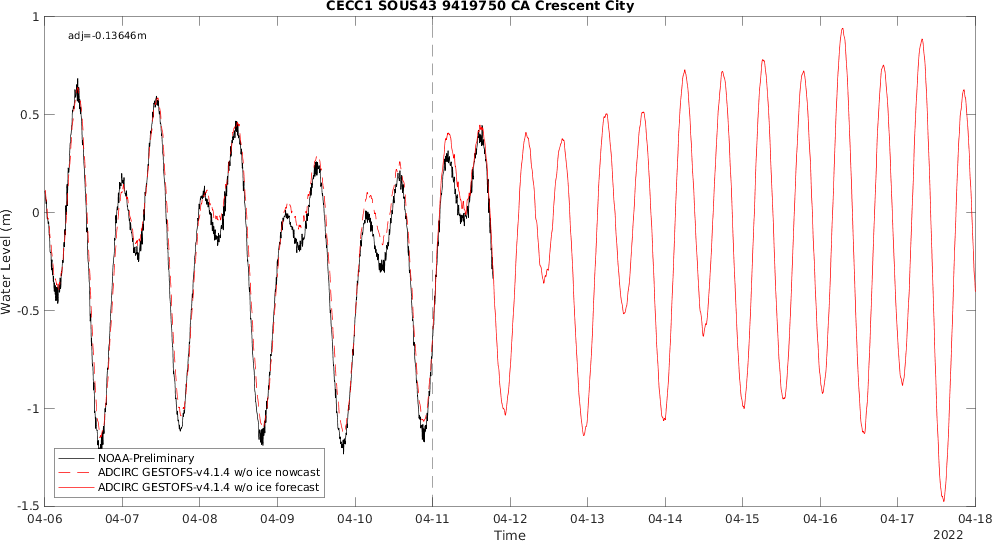 CECC1 SOUS43 9419750 CA Crescent City
adj=-0.13646m
1
0.5
0
-0.5
-1
-1.5
Water Level (m)
NOAA-Preliminary
ADCIRC GESTOFS-v4.1.4 w/o ice nowcast
ADCIRC GESTOFS-v4.1.4 w/o ice forecast
04-06 04-07 04-08 04-09 04-10 04-11 04-12 04-13 04-14 04-15 04-16 04-17 04-18
Time
2022